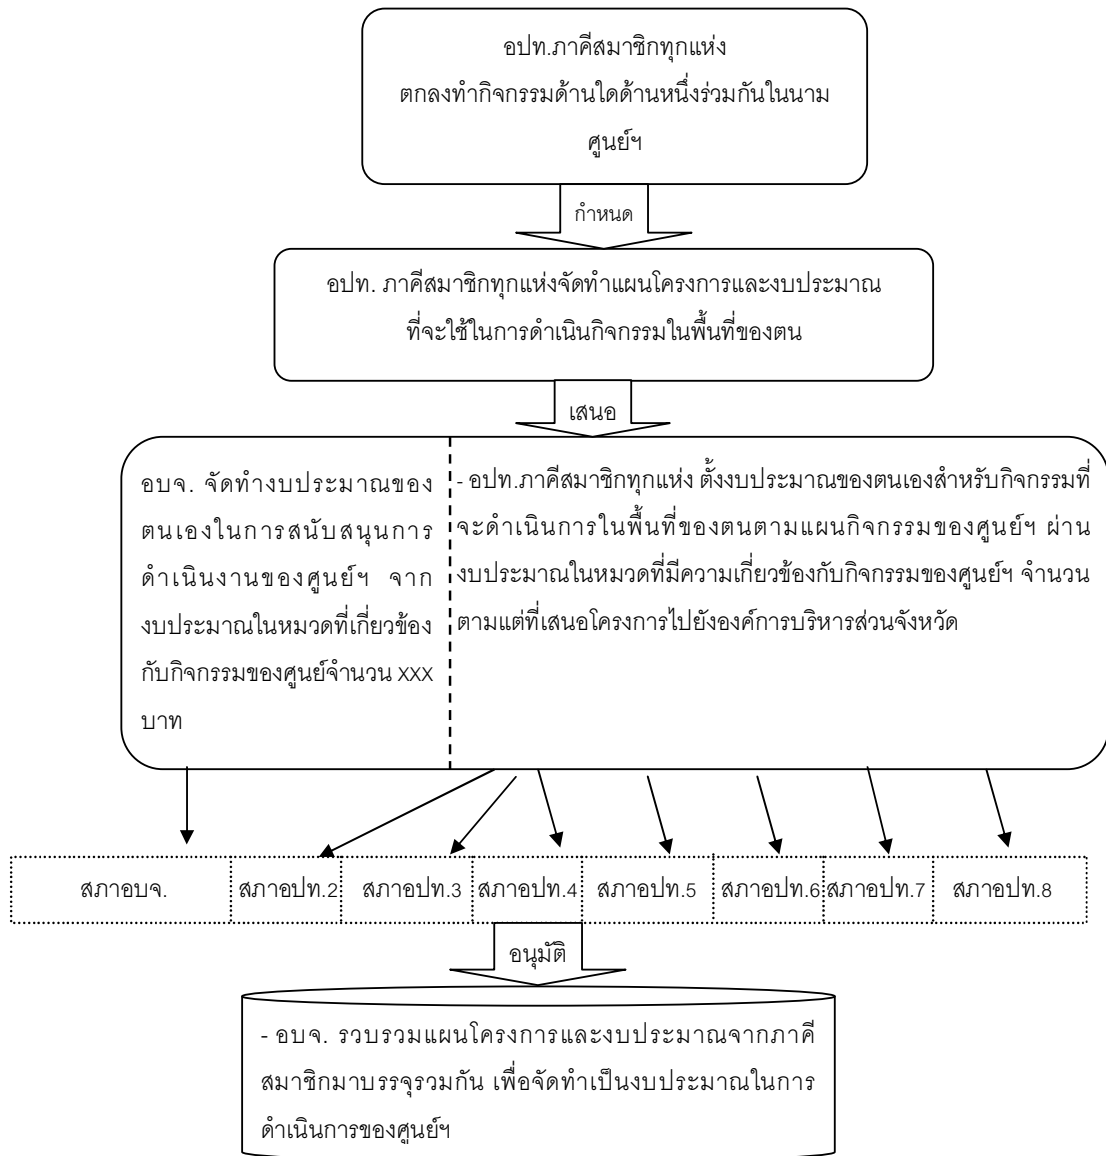 อปท.ภาคีสมาชิกทุกแห่ง
ตกลงทำกิจกรรมด้านใดด้านหนึ่งร่วมกันในนาม
ศูนย์ฯ
กำหนด
อปท. ภาคีสมาชิกทุกแห่งจัดทำแผนโครงการและงบประมาณ
ที่จะใช้ในการดำเนินกิจกรรมในพื้นที่ของตน
เสนอ
อบจ. จัดทำงบประมาณของ
ตนเองในการสนับสนุนการ
ดำเนินงานของศูนย์ฯ จาก
งบประมาณในหมวดที่เกี่ยวข้อง
กับกิจกรรมของศูนย์จำนวน xxx
บาท
- อปท.ภาคีสมาชิกทุกแห่ง ตั้งงบประมาณของตนเองสำหรับกิจกรรมที่
จะดำเนินการในพื้นที่ของตนตามแผนกิจกรรมของศูนย์ฯ ผ่าน
งบประมาณในหมวดที่มีความเกี่ยวข้องกับกิจกรรมของศูนย์ฯ จำนวน
ตามแต่ที่เสนอโครงการไปยังองค์การบริหารส่วนจังหวัด
สภาอบจ. สภาอปท.2 สภาอปท.3 สภาอปท.4 สภาอปท.5 สภาอปท.6 สภาอปท.7 สภาอปท.8
อนุมัติ
- อบจ. รวบรวมแผนโครงการและงบประมาณจากภาคี
สมาชิกมาบรรจุรวมกัน เพื่อจัดทำเป็นงบประมาณในการ
ดำเนินการของศูนย์ฯ